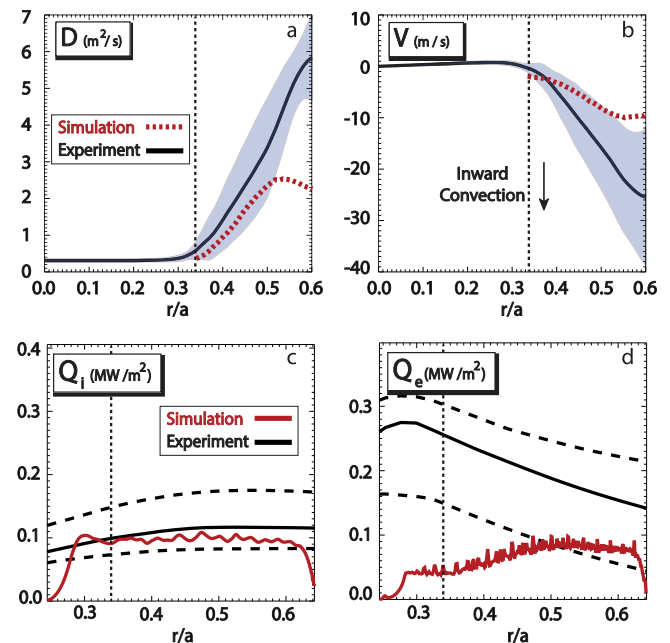 D (m²/s)
a
7
6
5
4
3
2
1
0
Simulation
Experiment
0.0 0.1 0.2 0.3 0.4 0.5 0.6
r/a
V (m/s)
b
10
0
-10
-20
-30
-40
Inward
Convection
0.0 0.1 0.2 0.3 0.4 0.5 0.6
r/a
Qi (MW/m²)
c
0.4
0.3
0.2
0.1
0.0
Simulation
Experiment
0.3 0.4 0.5 0.6
r/a
Qe (MW/m²)
d
0.3
0.2
0.1
0.0
0.3 0.4 0.5 0.6
r/a